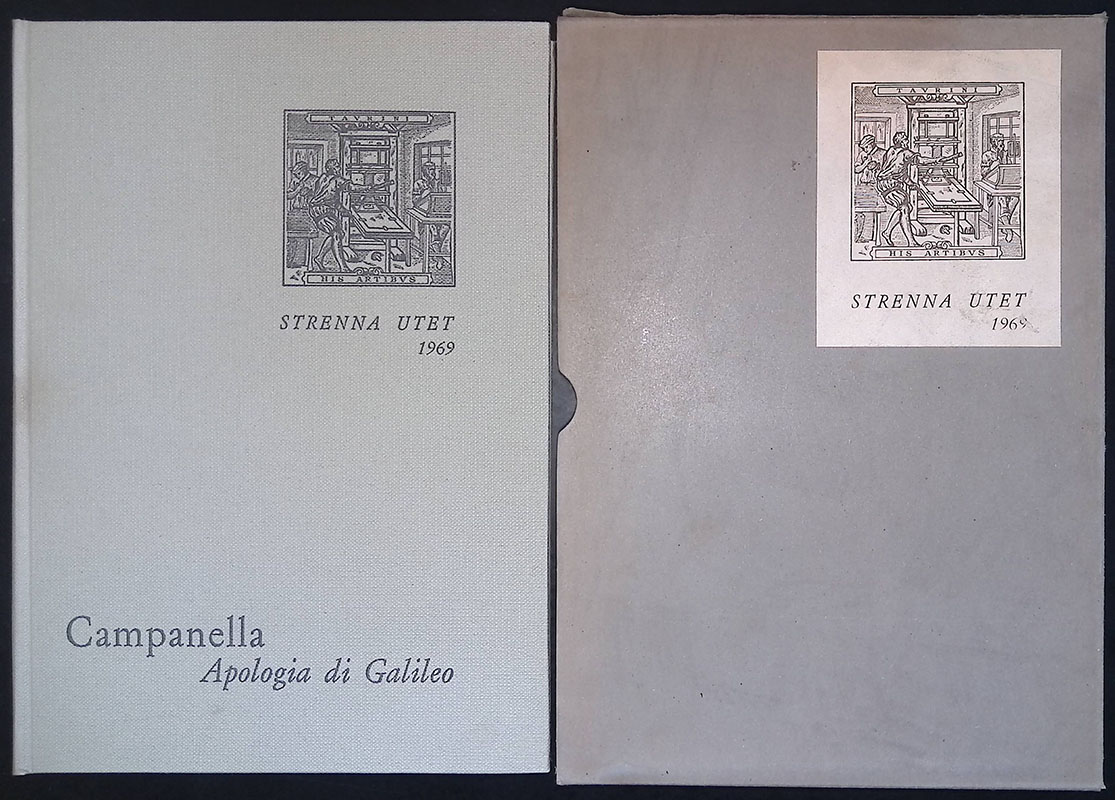 TAVRINI
HIS ARTIBVS
STRENNA UTET
1969
Campanella
Apologia di Galileo
TAVRINI
HIS ARTIBVS
STRENNA UTET
1969